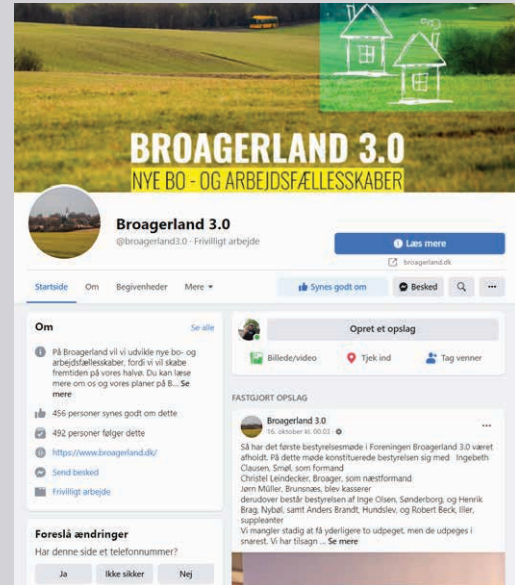 BROAGERLAND 3.0
NYE BO - OG ARBEJDSFÆLLESSKABER
Broagerland 3.0
@broagerland3.0 · Frivilligt arbejde
Læs mere
broagerland.dk
Startside Om Begivenheder Mere
Synes godt om Besked
Om Se alle
På Broagerland vil vi udvikle nye bo- og
arbejdsfællesskaber, fordi vi vil skabe
fremtiden på vores halvø. Du kan læse
mere om os og vores planer på B... Se
mere
456 personer synes godt om dette
492 personer følger dette
https://www.broagerland.dk/
Send besked
Frivilligt arbejde
Foreslå ændringer
Har denne side et telefonnummer?
Ja Ikke sikker Nej
Opret et opslag
Billede/video Tjek ind Tag venner
FASTGJORT OPSLAG
Broagerland 3.0
16. oktober kl. 00.03 ·
Så har det første bestyrelsesmøde i Foreningen Broagerland 3.0 været
afholdt. På dette møde konstituerede bestyrelsen sig med Ingebeth
Clausen, Smøl, som formand
Christel Leindecker, Broager, som næstformand
Jørn Müller, Brunsnæs, blev kasserer
derudover består bestyrelsen af Inge Olsen, Sønderborg, og Henrik
Brag, Nybøl, samt Anders Brandt, Hundslev, og Robert Beck, Iller,
suppleanter
Vi mangler stadig at få yderligere to udpeget, men de udpeges i
snarest. Vi har tilsagn ... Se mere